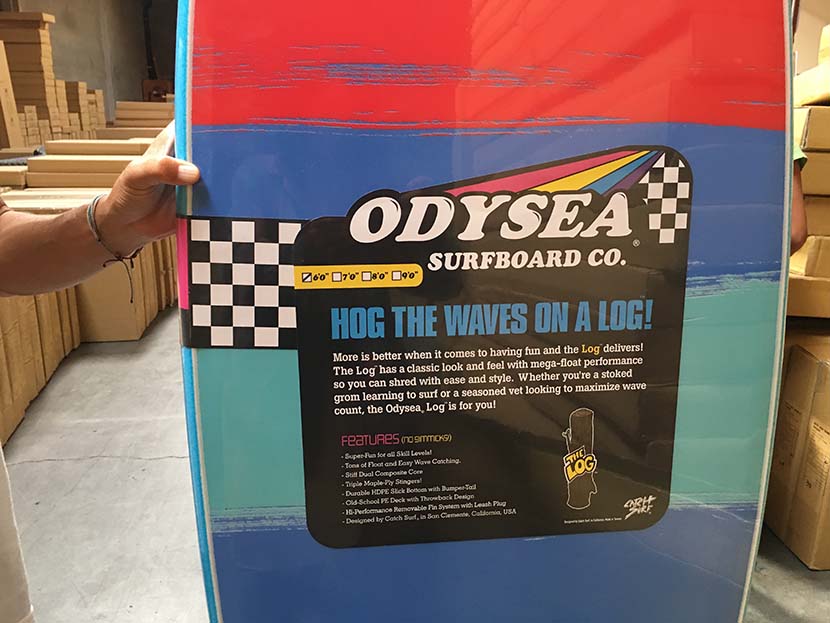 ODYSEA®
SURFBOARD CO.
6'0" 7'0" 8'0" 9'0"
HOG THE WAVES ON A LOG!
More is better when it comes to having fun and the Log™ delivers!
The Log™ has a classic look and feel with mega-float performance
so you can shred with ease and style. Whether you're a stoked
grom learning to surf or a seasoned vet looking to maximize wave
count, the Odysea, Log™ is for you!
FEATURES (NO GIMMICKS!)
- Super-Fun for all Skill Levels!
- Tons of Float and Easy Wave Catching.
- Stiff Dual Composite Core
- Triple Maple-Ply Stingers!
- Durable HDPE Slick Bottom with Bumper-Tail
- Old-School PE Deck with Throwback Design
- Hi-Performance Removable Fin System with Leash Plug
- Designed by Catch Surf, in San Clemente, California, USA
THE
LOG
CATCH
SURF